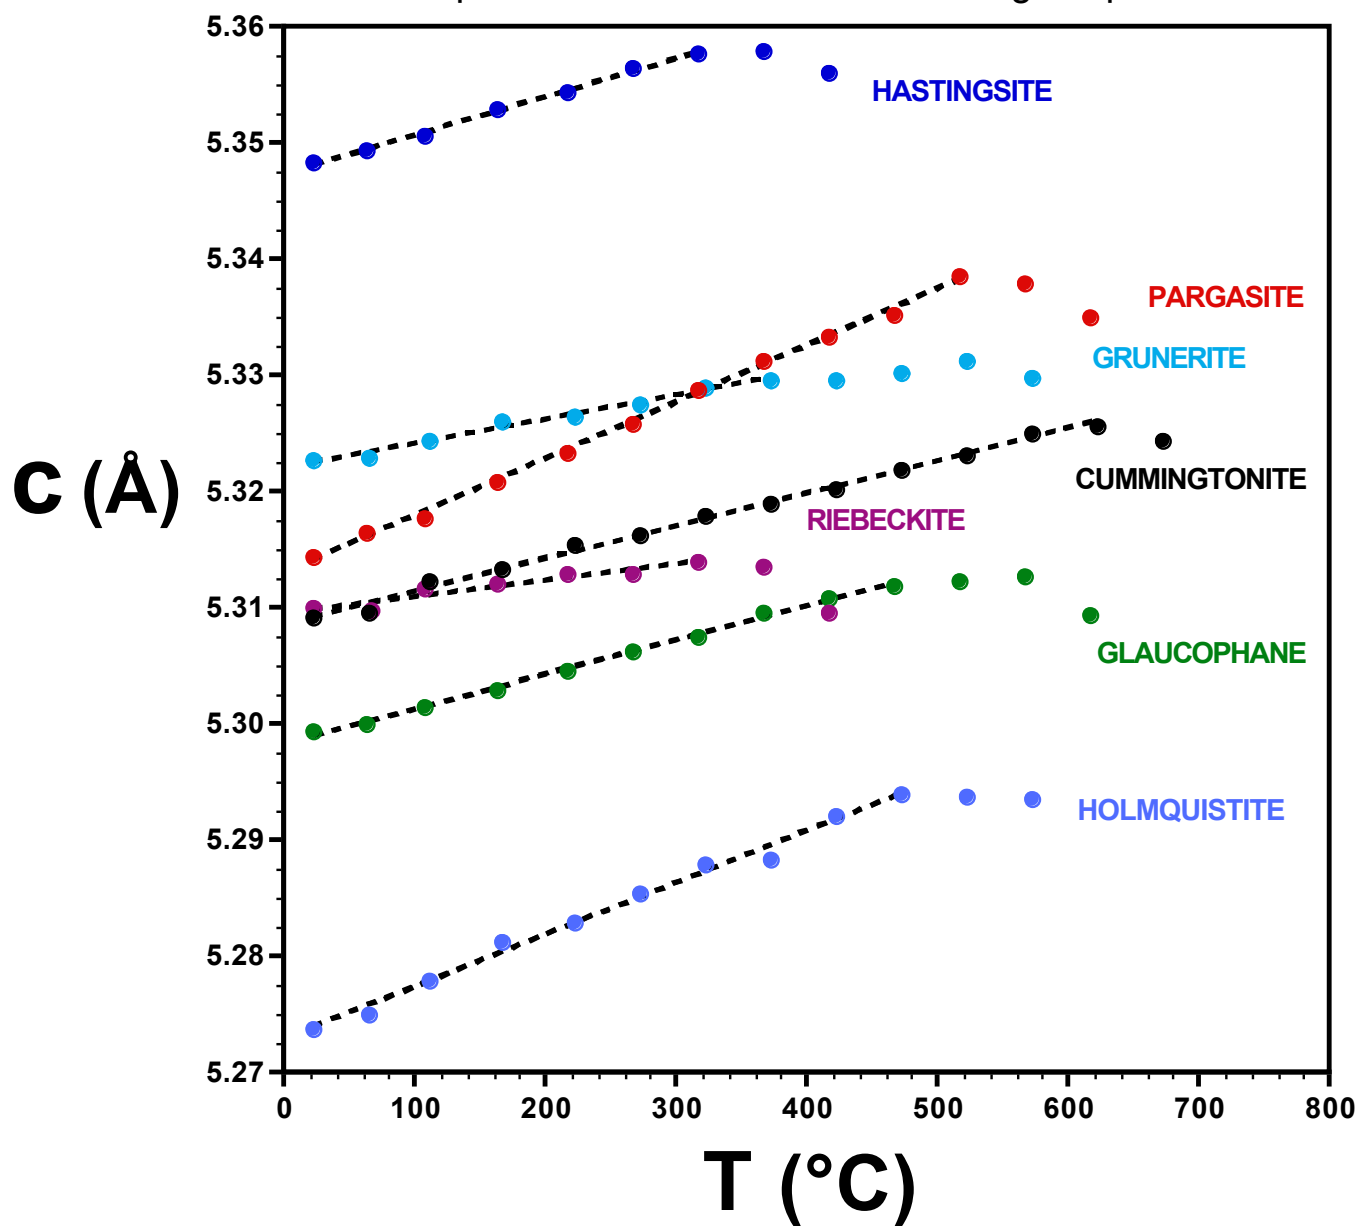 5.36
HASTINGSITE
5.35
5.34
PARGASITE
GRUNERITE
5.33
c (Å)
5.32
CUMMINGTONITE
RIEBECKITE
5.31
GLAUCOPHANE
5.30
HOLMQUISTITE
5.29
5.28
5.27
0 100 200 300 400 500 600 700 800
T (°C)